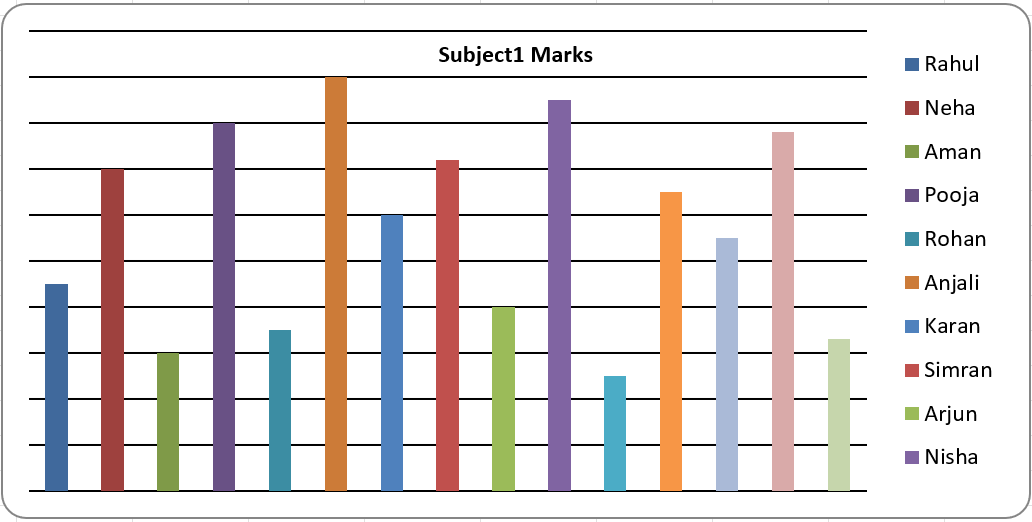 Subject1 Marks
Rahul
Neha
Aman
Pooja
Rohan
Anjali
Karan
Simran
Arjun
Nisha